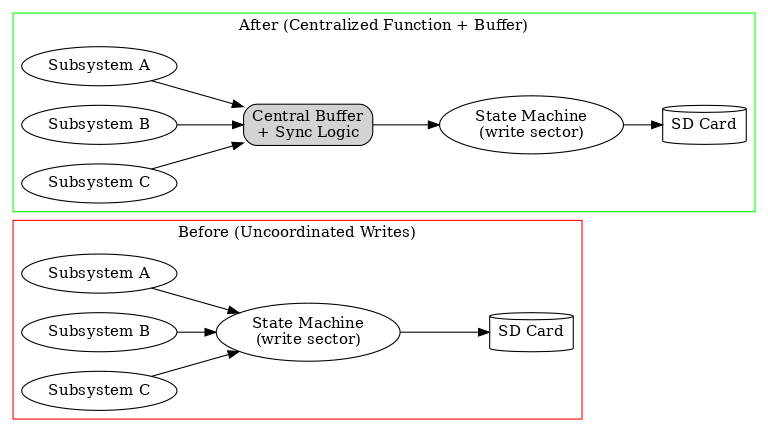 After (Centralized Function + Buffer)
Subsystem A
Subsystem B
Subsystem C
Central Buffer
+ Sync Logic
State Machine
(write sector)
SD Card
Before (Uncoordinated Writes)
Subsystem A
Subsystem B
Subsystem C
State Machine
(write sector)
SD Card